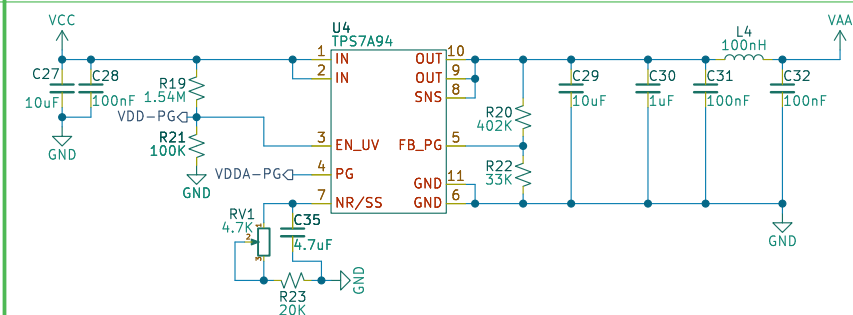 VCC
VAA
U4
TPS7A94
L4
100nH
1 IN
2 IN
OUT 10
OUT 9
SNS 8
C27
10uF
C28
100nF
R19
1.54M
VDD-PG
R21
100K
GND
GND
3 EN_UV
4 PG
VDDA-PG
7 NR/SS
FB_PG 5
GND 11
GND 6
R20
402K
R22
33K
C29
10uF
C30
1uF
C31
100nF
C32
100nF
GND
RV1
4.7K
1
2
3
C35
4.7uF
R23
20K
GND